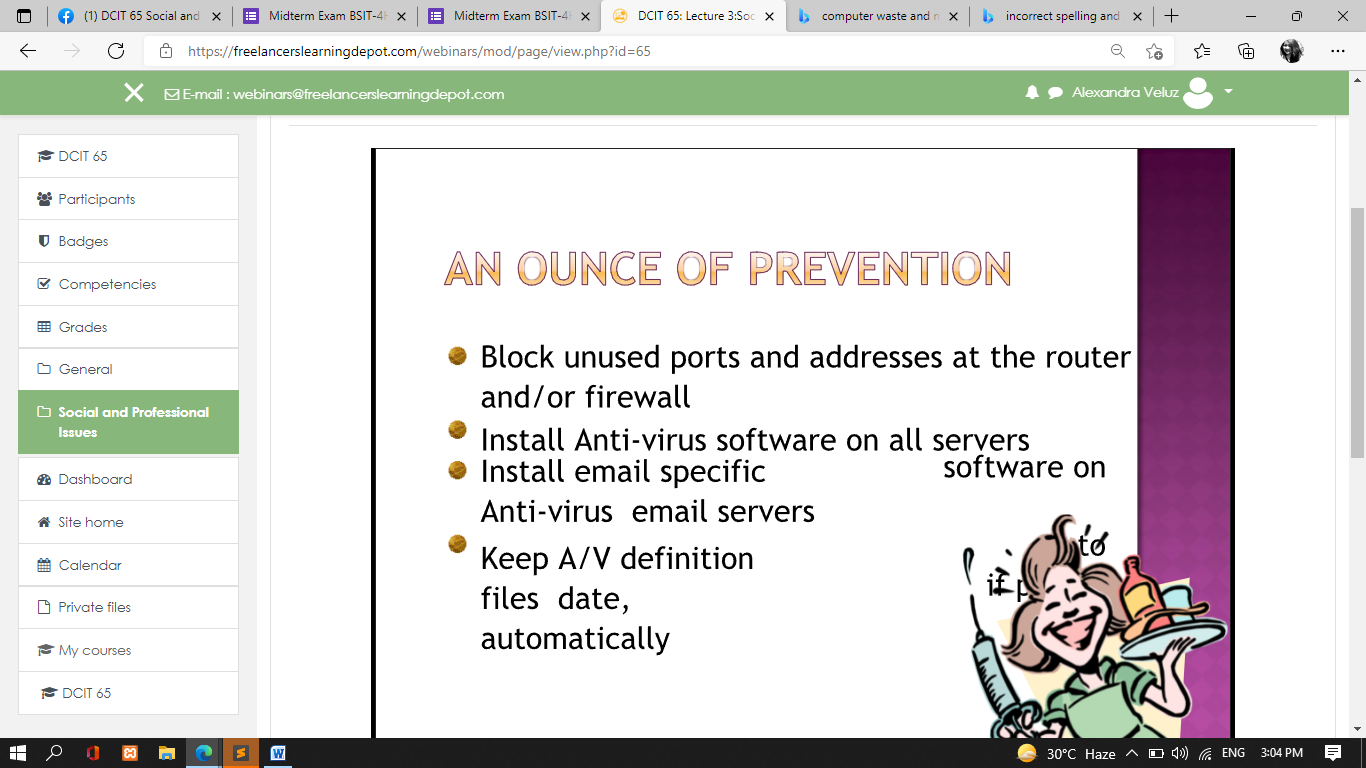 (1) DCIT 65 Social and
Midterm Exam BSIT-4F
Midterm Exam BSIT-4F
DCIT 65: Lecture 3:Soc
computer waste and m
incorrect spelling and
https://freelancerslearningdepot.com/webinars/mod/page/view.php?id=65
E-mail : webinars@freelancerslearningdepot.com
Alexandra Veluz
DCIT 65
Participants
Badges
Competencies
Grades
General
Social and Professional
Issues
Dashboard
Site home
Calendar
Private files
My courses
DCIT 65
AN OUNCE OF PREVENTION
Block unused ports and addresses at the router
and/or firewall
Install Anti-virus software on all servers
Install email specific software on
Anti-virus email servers
Keep A/V definition to
files date, if
automatically
30°C Haze
ENG
3:04 PM